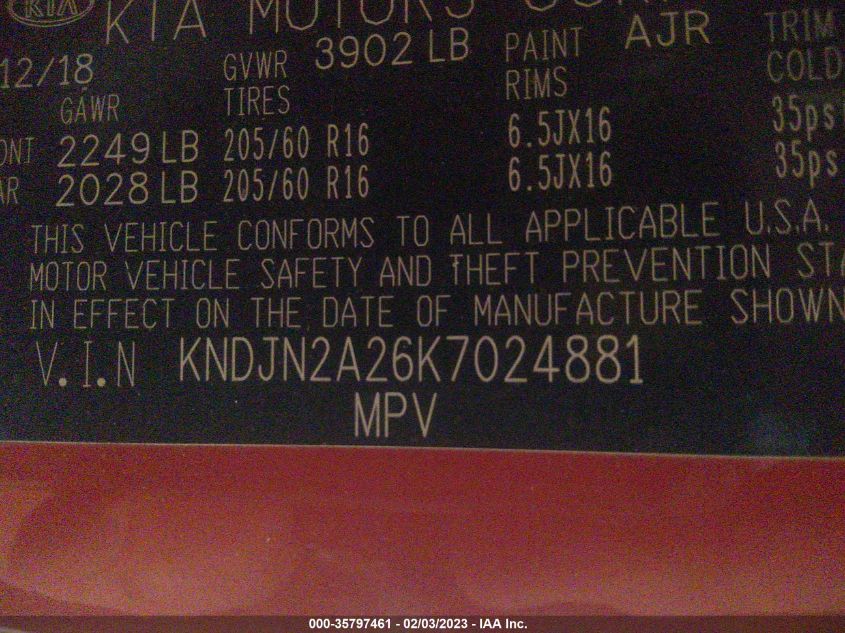 KIA KIA MOTORS
12/18 GVWR 3902 LB PAINT AJR TRIM
GAWR TIRES RIMS COLD
2249 LB 205/60 R16 6.5JX16 35ps
2028 LB 205/60 R16 6.5JX16 35ps
THIS VEHICLE CONFORMS TO ALL APPLICABLE U.S.A.
MOTOR VEHICLE SAFETY AND THEFT PREVENTION
IN EFFECT ON THE DATE OF MANUFACTURE SHOWN
V.I.N KNDJN2A26K7024881
MPV
000-35797461 - 02/03/2023 - IAA Inc.